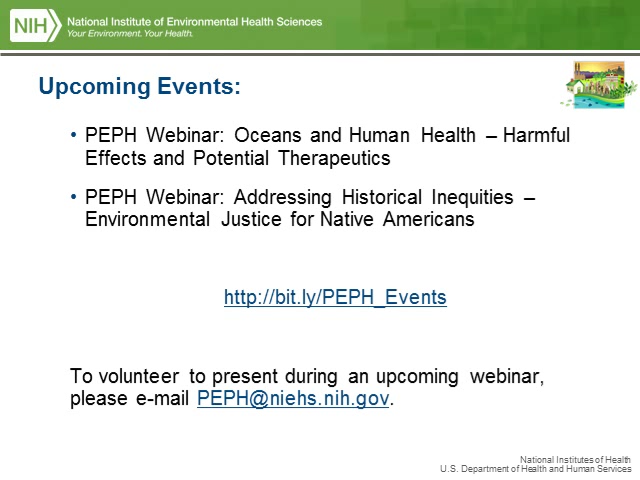 NIH
National Institute of Environmental Health Sciences
Your Environment. Your Health.
Upcoming Events:
• PEPH Webinar: Oceans and Human Health – Harmful
Effects and Potential Therapeutics
• PEPH Webinar: Addressing Historical Inequities –
Environmental Justice for Native Americans
http://bit.ly/PEPH_Events
To volunteer to present during an upcoming webinar,
please e-mail PEPH@niehs.nih.gov.
National Institutes of Health
U.S. Department of Health and Human Services